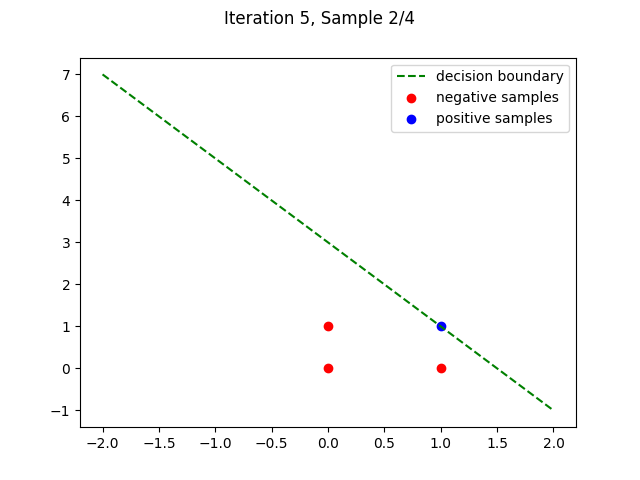 Iteration 5, Sample 2/4
decision boundary
negative samples
positive samples
7
6
5
4
3
2
1
0
−1
−2.0 −1.5 −1.0 −0.5 0.0 0.5 1.0 1.5 2.0